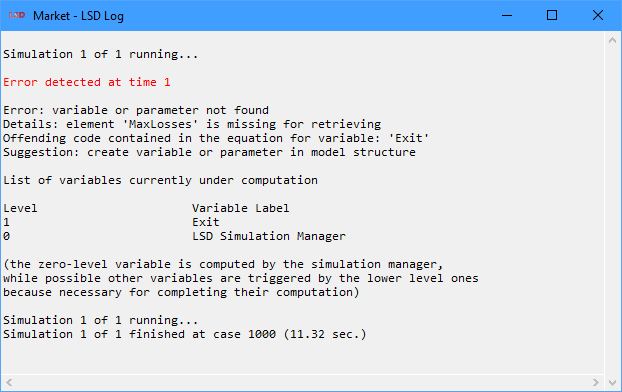 LSD Market - LSD Log
Simulation 1 of 1 running...
Error detected at time 1
Error: variable or parameter not found
Details: element 'MaxLosses' is missing for retrieving
Offending code contained in the equation for variable: 'Exit'
Suggestion: create variable or parameter in model structure
List of variables currently under computation
Level Variable Label
1 Exit
0 LSD Simulation Manager
(the zero-level variable is computed by the simulation manager,
while possible other variables are triggered by the lower level ones
because necessary for completing their computation)
Simulation 1 of 1 running...
Simulation 1 of 1 finished at case 1000 (11.32 sec.)